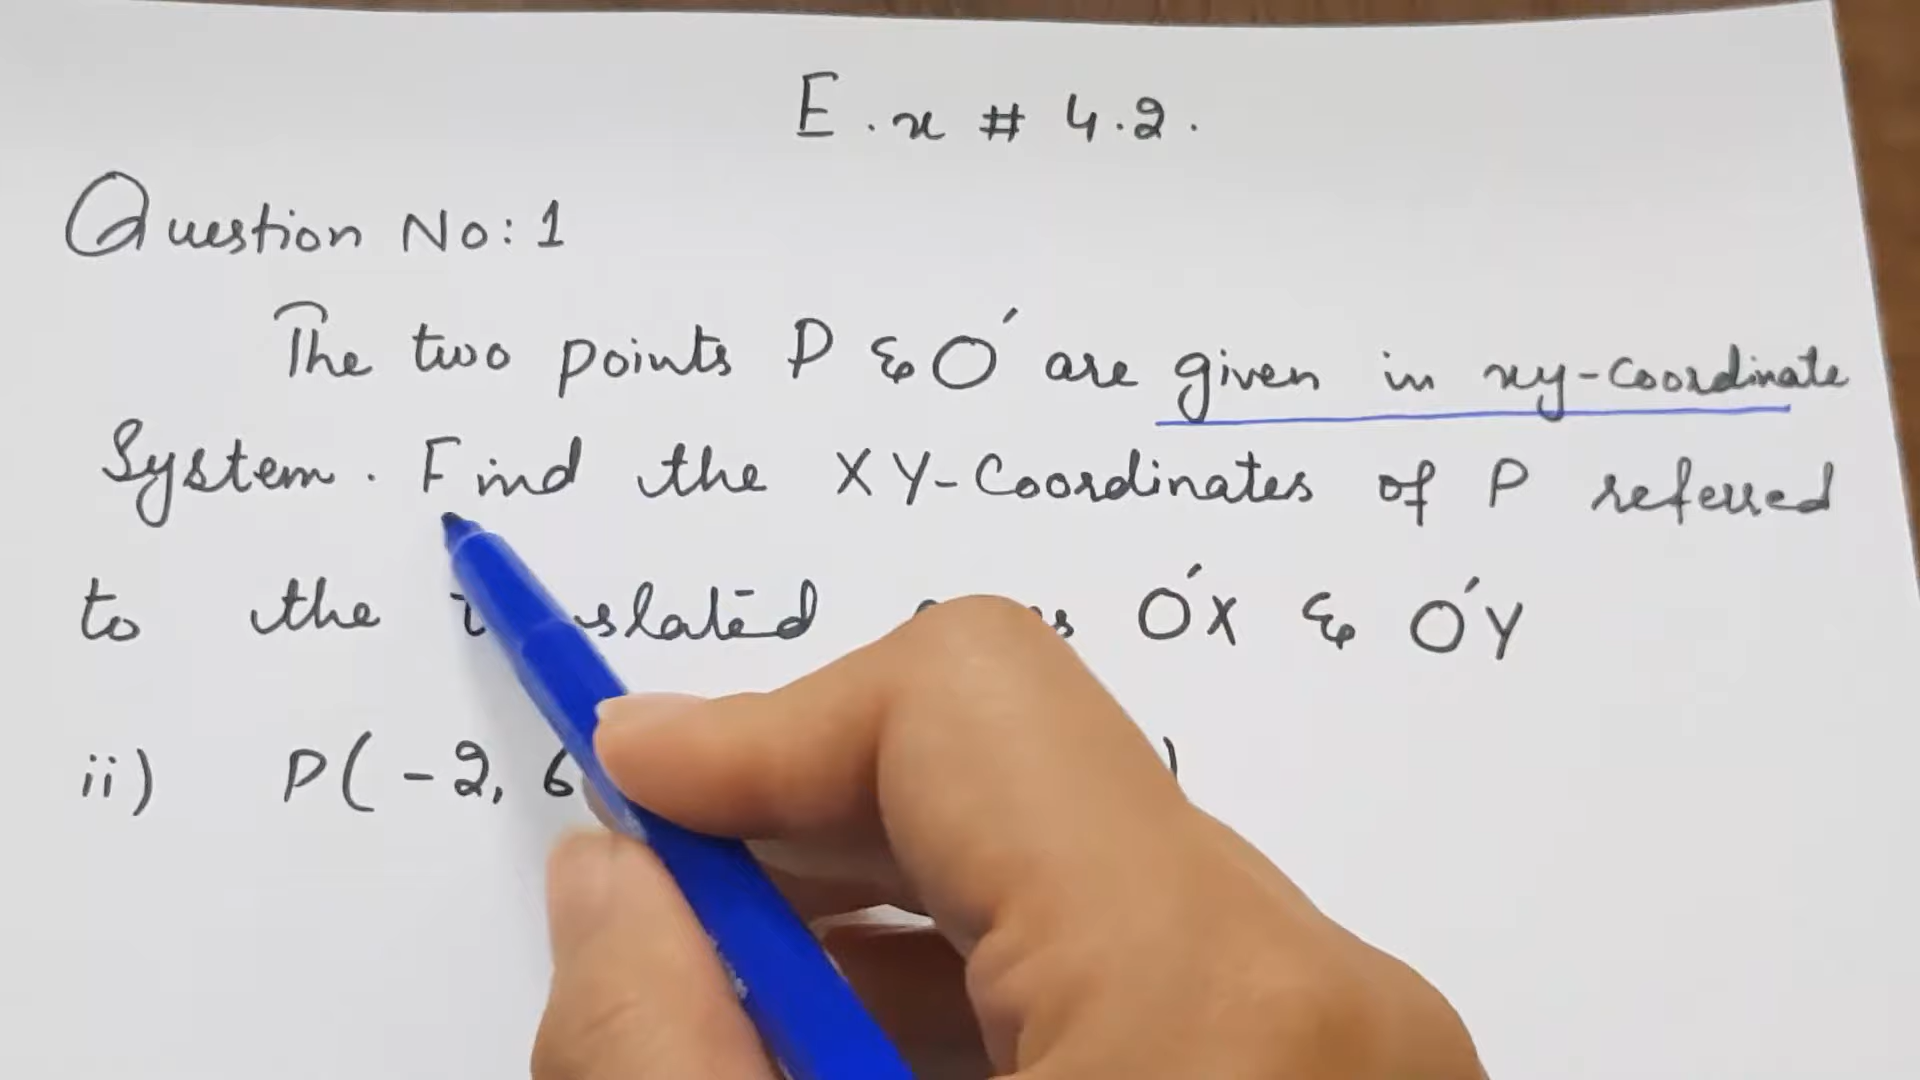 E.x # 4.2.
Question No: 1
The two points P & O′ are given in xy-coordinate
System. Find the XY-Coordinates of P referred
to the O′X & O′Y
ii) P(-2, 6 )